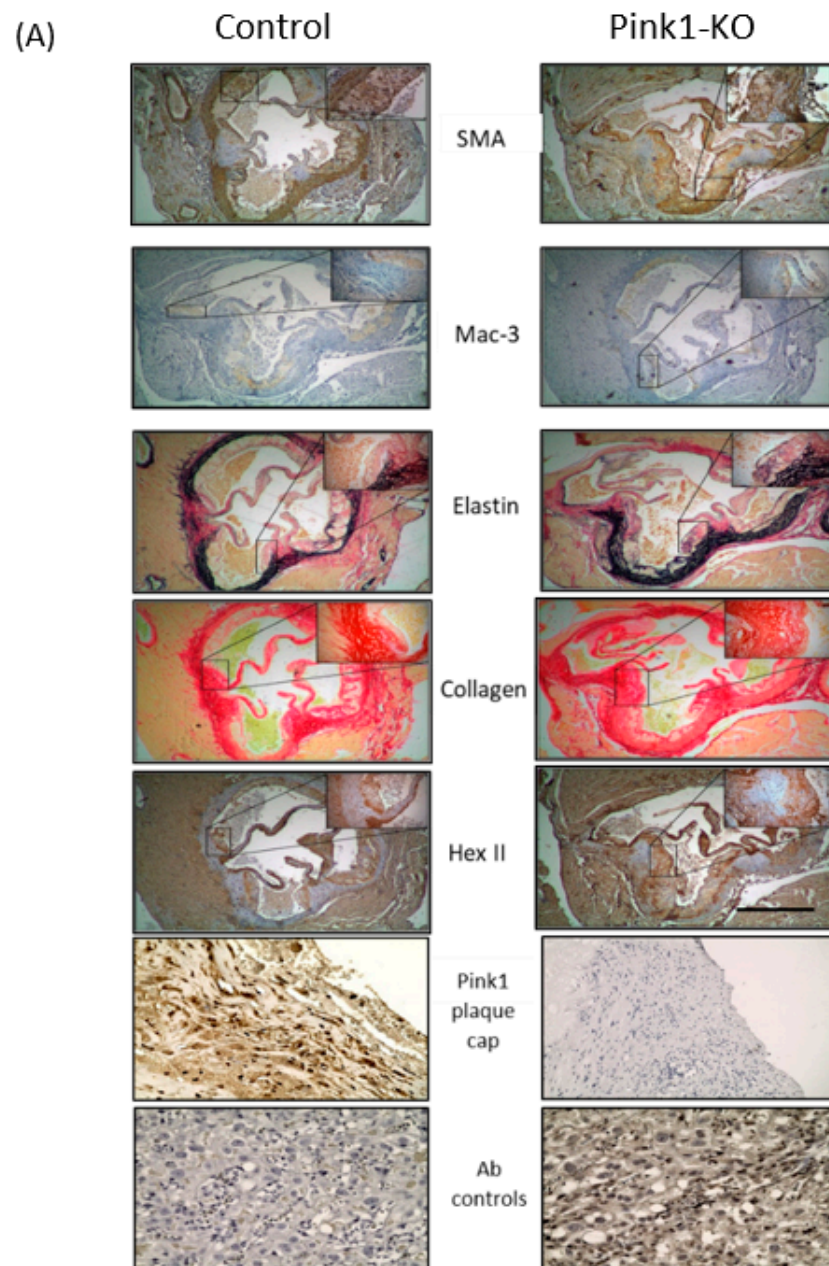 (A)
Control
Pink1-KO
SMA
Mac-3
Elastin
Collagen
Hex II
Pink1
plaque
cap
Ab
controls